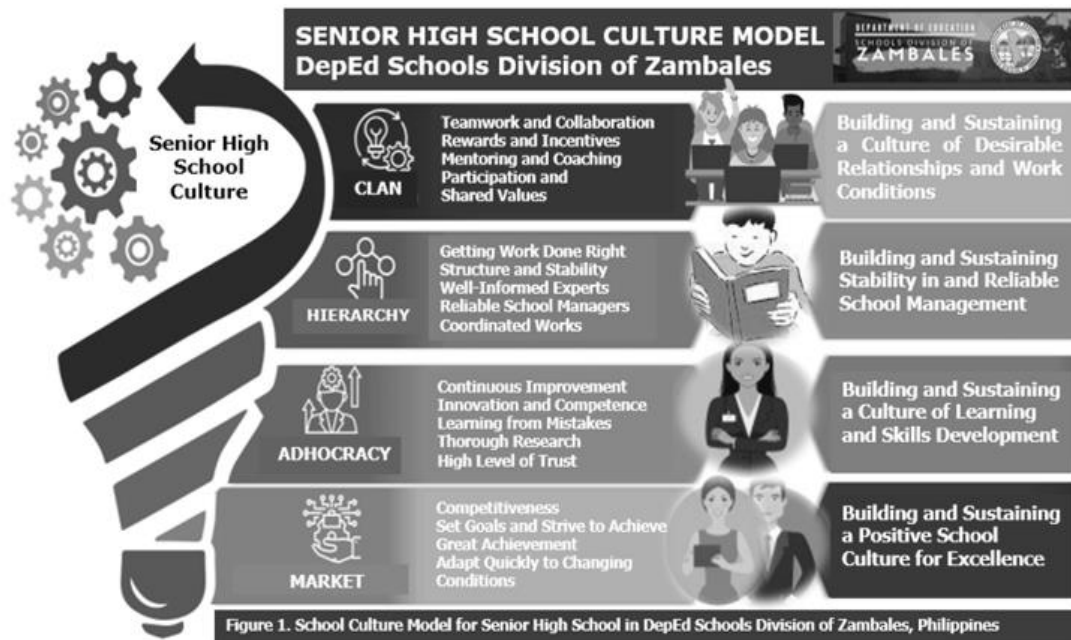 SENIOR HIGH SCHOOL CULTURE MODEL
DepEd Schools Division of Zambales
DEPARTMENT OF EDUCATION
SCHOOLS DIVISION OF
ZAMBALES
Senior High
School
Culture
CLAN
Teamwork and Collaboration
Rewards and Incentives
Mentoring and Coaching
Participation and
Shared Values
Building and Sustaining
a Culture of Desirable
Relationships and Work
Conditions
HIERARCHY
Getting Work Done Right
Structure and Stability
Well-Informed Experts
Reliable School Managers
Coordinated Works
Building and Sustaining
Stability in and Reliable
School Management
ADHOCRACY
Continuous Improvement
Innovation and Competence
Learning from Mistakes
Thorough Research
High Level of Trust
Building and Sustaining
a Culture of Learning
and Skills Development
MARKET
Competitiveness
Set Goals and Strive to Achieve
Great Achievement
Adapt Quickly to Changing
Conditions
Building and Sustaining
a Positive School
Culture for Excellence
Figure 1. School Culture Model for Senior High School in DepEd Schools Division of Zambales, Philippines